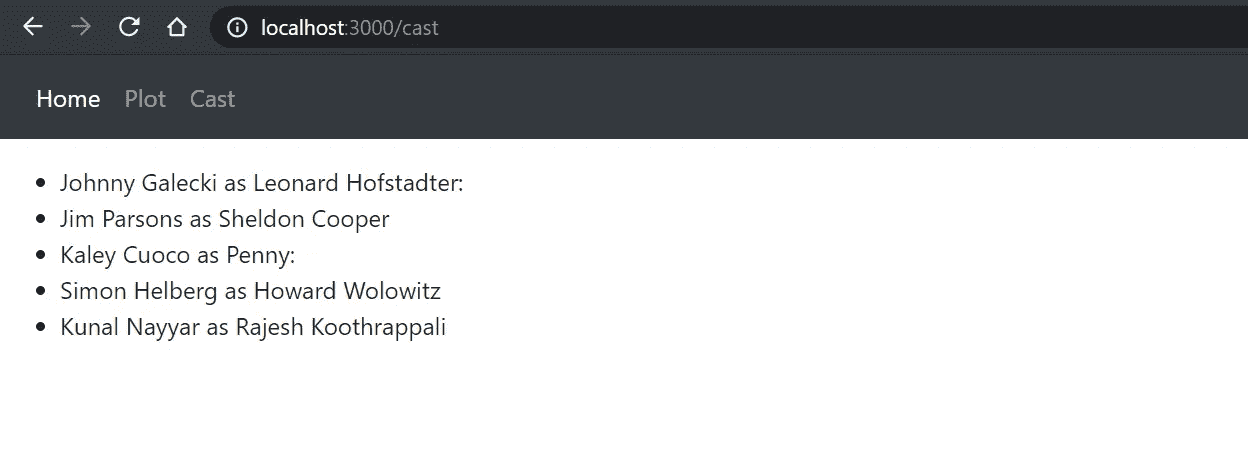 localhost:3000/cast
Home Plot Cast
Johnny Galecki as Leonard Hofstadter:
Jim Parsons as Sheldon Cooper
Kaley Cuoco as Penny:
Simon Helberg as Howard Wolowitz
Kunal Nayyar as Rajesh Koothrappali